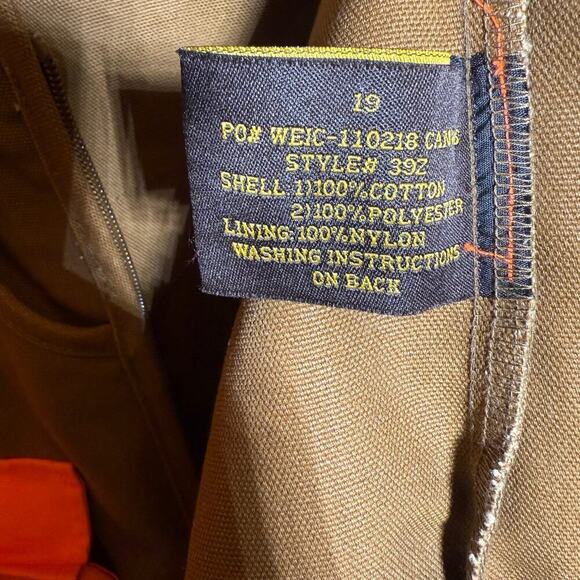 19
PO# WEIC-110218 CANB
STYLE# 39Z
SHELL 1)100%COTTON
2)100%POLYESTER
LINING:100%NYLON
WASHING INSTRUCTIONS
ON BACK